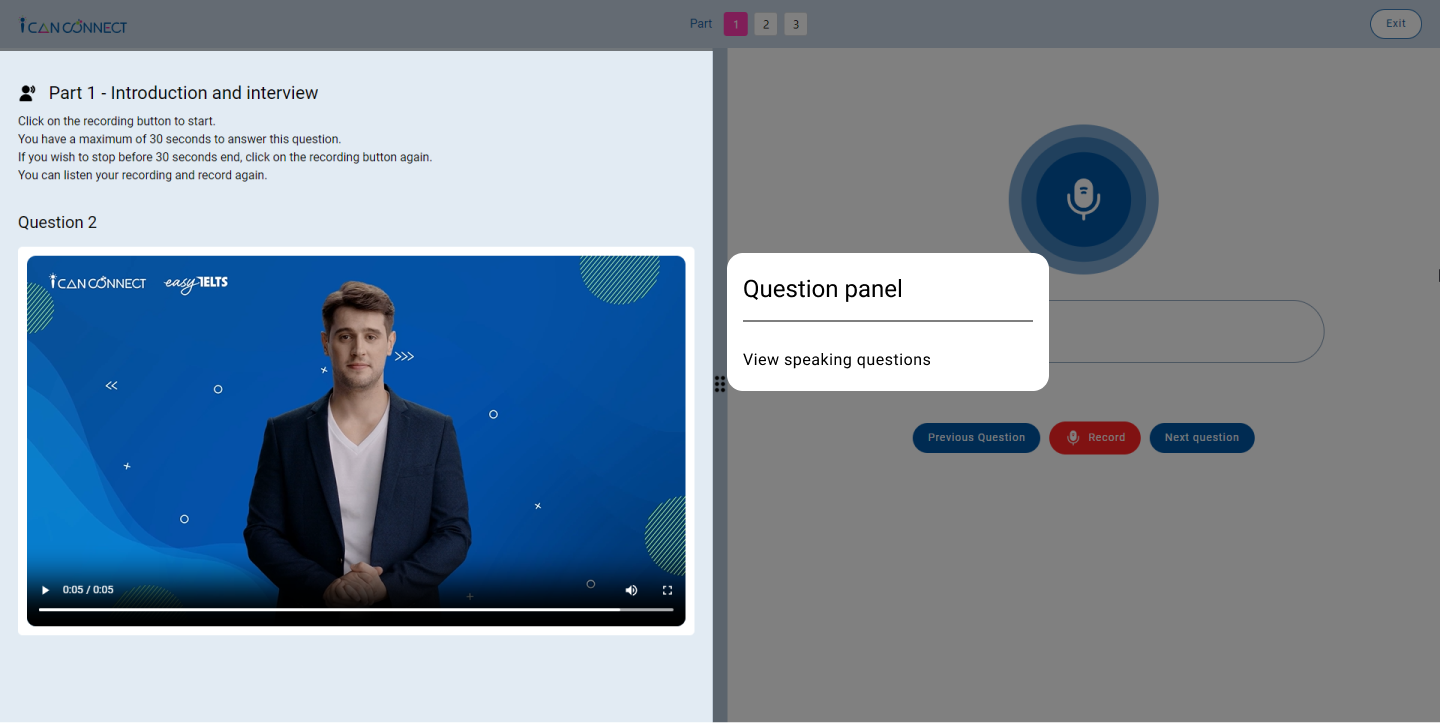 i CAN CONNECT
Part 1 2 3
Exit
Part 1 - Introduction and interview
Click on the recording button to start.
You have a maximum of 30 seconds to answer this question.
If you wish to stop before 30 seconds end, click on the recording button again.
You can listen your recording and record again.
Question 2
i CAN CONNECT easy IELTS
0:05 / 0:05
Question panel
View speaking questions
Previous Question
Record
Next question